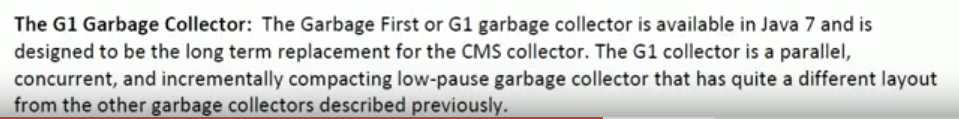 The G1 Garbage Collector: The Garbage First or G1 garbage collector is available in Java 7 and is
designed to be the long term replacement for the CMS collector. The G1 collector is a parallel,
concurrent, and incrementally compacting low-pause garbage collector that has quite a different layout
from the other garbage collectors described previously.